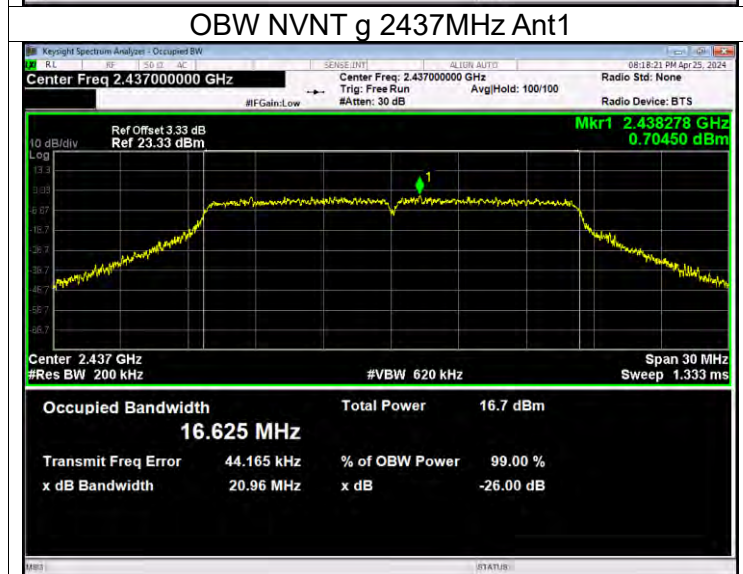 OBW NVNT g 2437MHz Ant1
Keysight Spectrum Analyzer - Occupied BW
RL RF 50 Ω AC SENSE:INT ALIGN AUTO 08:18:21 PM Apr 25, 2024
Center Freq 2.437000000 GHz Center Freq: 2.437000000 GHz Radio Std: None
Trig: Free Run Avg|Hold: 100/100
#IFGain:Low #Atten: 30 dB Radio Device: BTS
Ref Offset 3.33 dB Mkr1 2.438278 GHz
10 dB/div Ref 23.33 dBm 0.70450 dBm
Log
13.3
3.33
-6.67
-16.7
-26.7
-36.7
-46.7
-56.7
-66.7
1
Center 2.437 GHz Span 30 MHz
#Res BW 200 kHz #VBW 620 kHz Sweep 1.333 ms
Occupied Bandwidth Total Power 16.7 dBm
16.625 MHz
Transmit Freq Error 44.165 kHz % of OBW Power 99.00 %
x dB Bandwidth 20.96 MHz x dB -26.00 dB
MSG STATUS